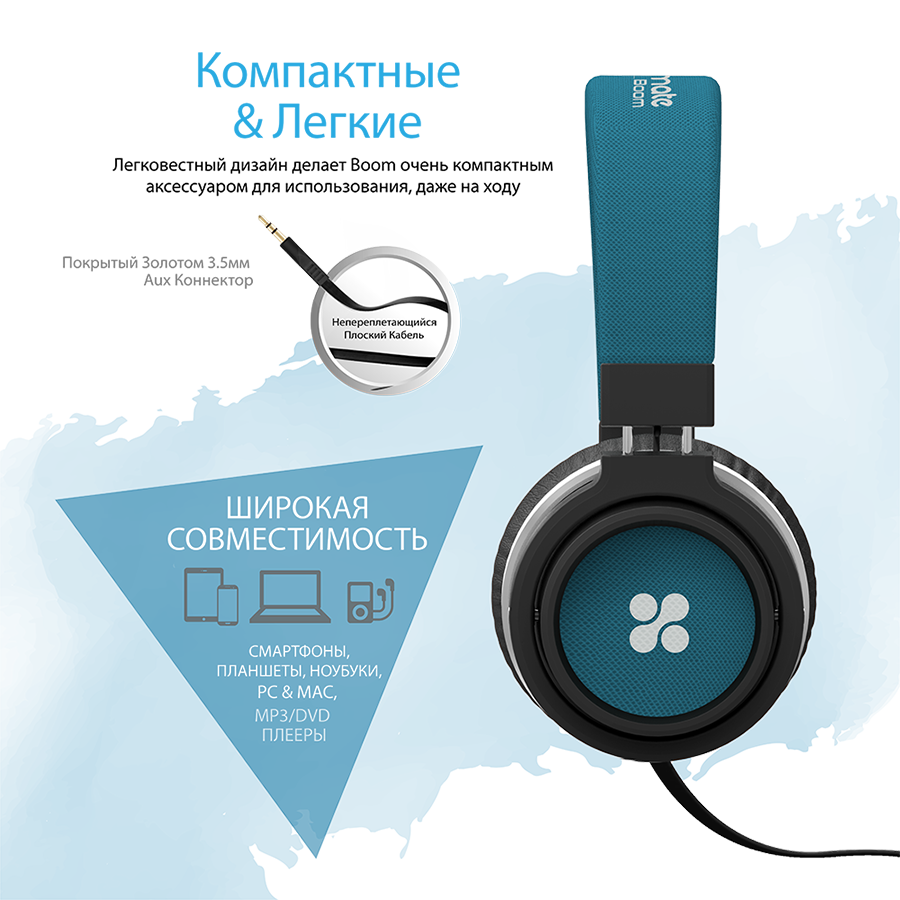 Компактные
& Легкие
Легковестный дизайн делает Boom очень компактным
аксессуаром для использования, даже на ходу
Покрытый Золотом 3.5мм
Aux Коннектор
Непереплетающийся
Плоский Кабель
mate
.Boom
ШИРОКАЯ
СОВМЕСТИМОСТЬ
СМАРТФОНЫ,
ПЛАНШЕТЫ, НОУБУКИ,
PC & MAC,
MP3/DVD
ПЛЕЕРЫ